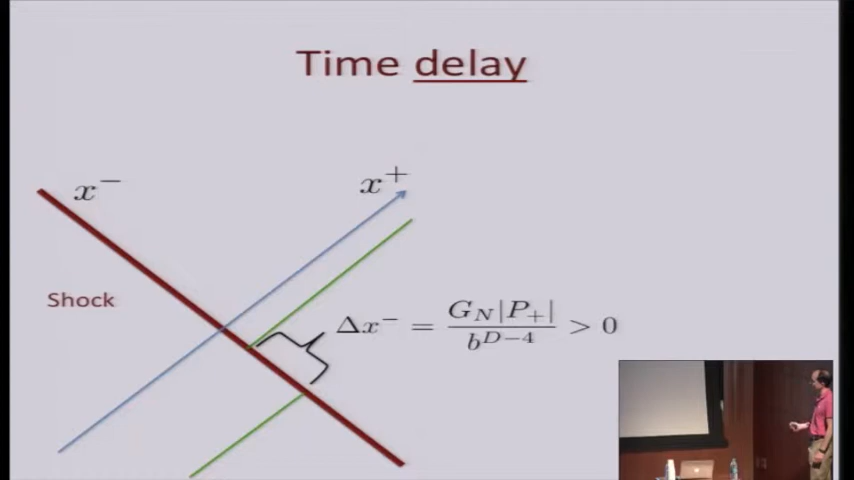 Time delay
x^-
x^+
Shock
Δx^- = G_N|P_+| / b^{D-4} > 0